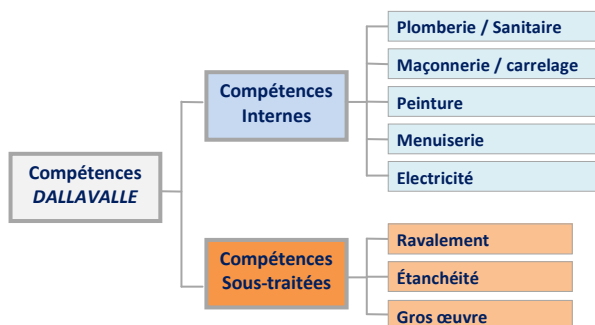 Compétences
DALLAVALLE
Compétences
Internes
Plomberie / Sanitaire
Maçonnerie / carrelage
Peinture
Menuiserie
Electricité
Compétences
Sous-traitées
Ravalement
Étanchéité
Gros œuvre